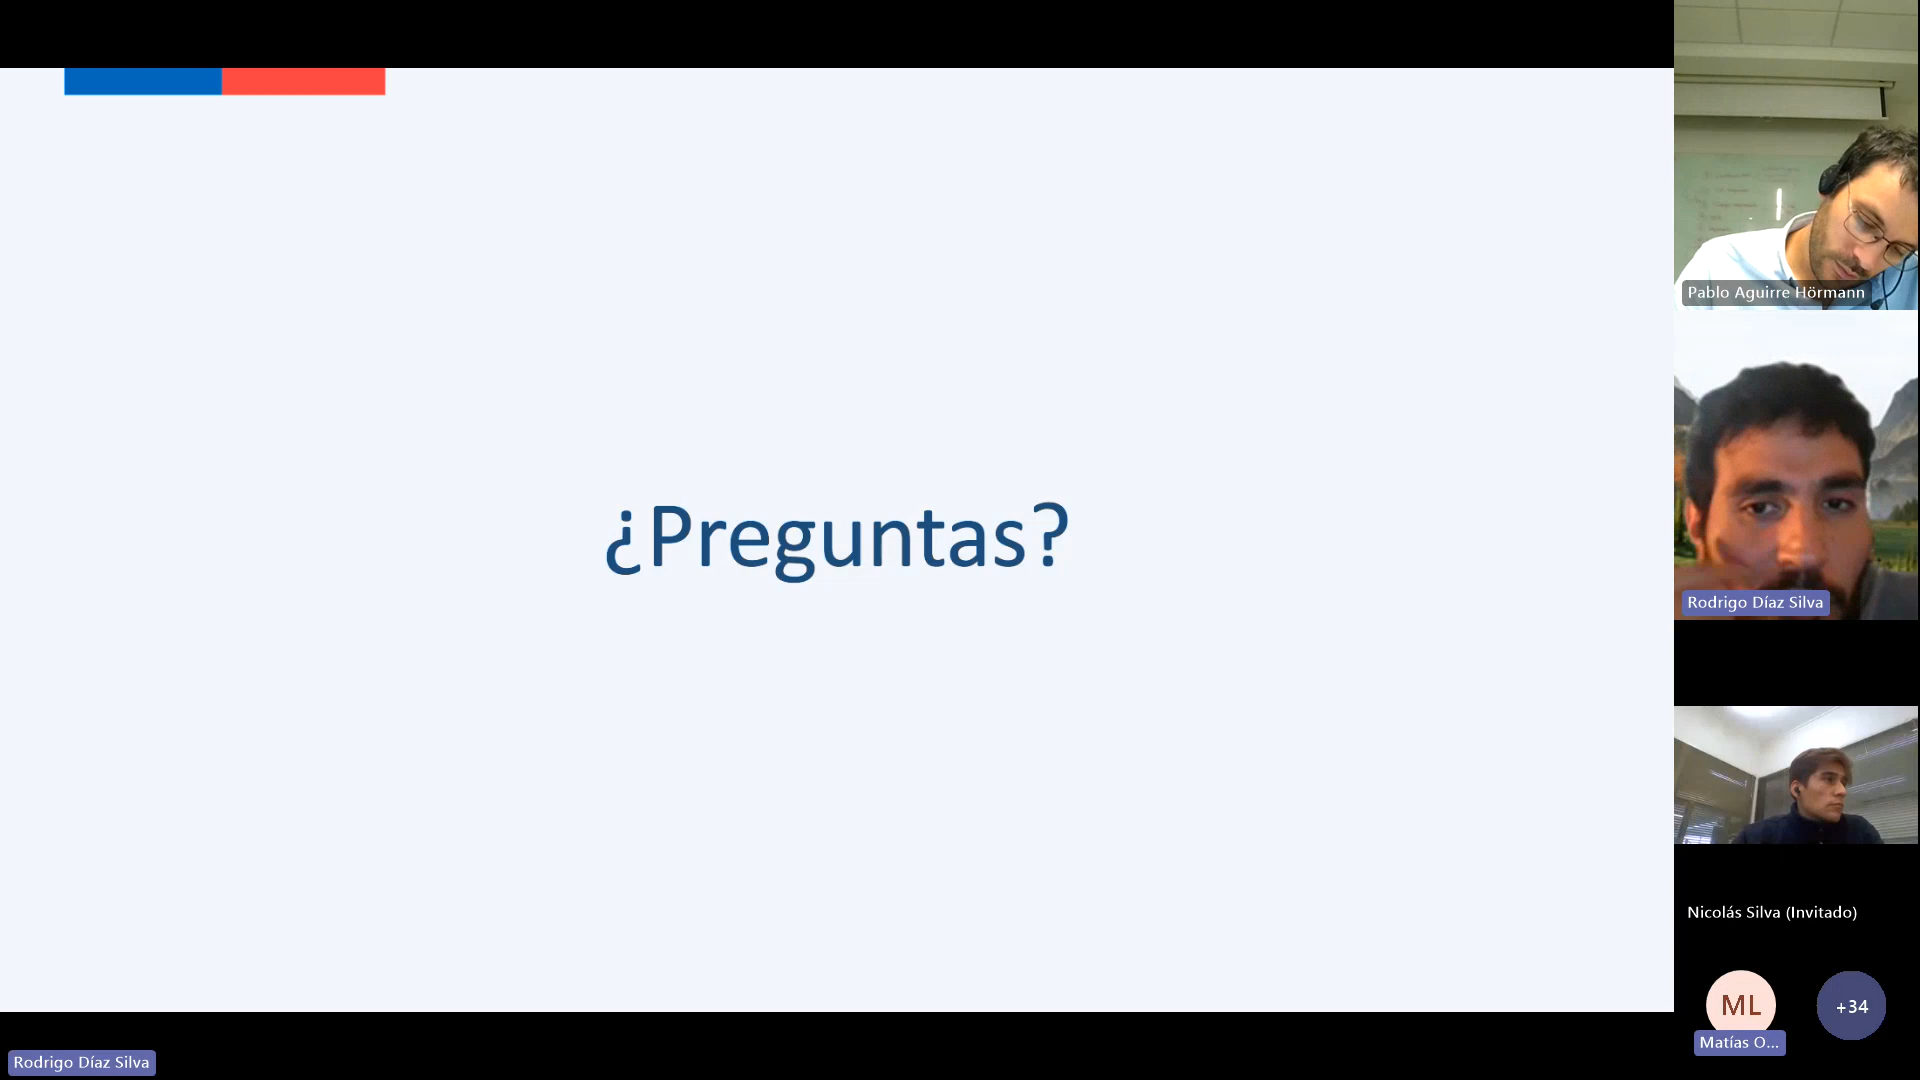 ¿Preguntas?
Pablo Aguirre Hörmann
Rodrigo Díaz Silva
Nicolás Silva (Invitado)
ML
+34
Matías O...
Rodrigo Díaz Silva